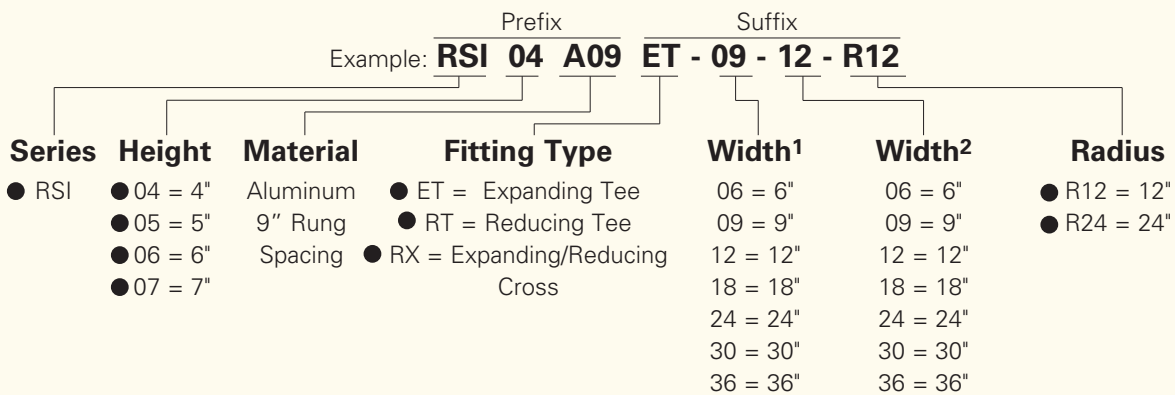 Prefix Suffix
Example: RSI 04 A09 ET - 09 - 12 - R12
Series Height Material Fitting Type Width1 Width2 Radius
● RSI ● 04 = 4" Aluminum ● ET = Expanding Tee 06 = 6" 06 = 6" ● R12 = 12"
● 05 = 5" 9” Rung ● RT = Reducing Tee 09 = 9" 09 = 9" ● R24 = 24"
● 06 = 6" Spacing ● RX = Expanding/Reducing 12 = 12" 12 = 12"
● 07 = 7" Cross 18 = 18" 18 = 18"
24 = 24" 24 = 24"
30 = 30" 30 = 30"
36 = 36" 36 = 36"